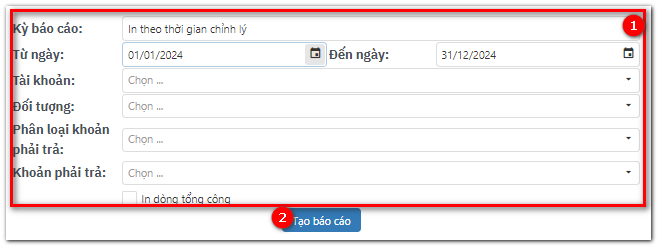 Kỳ báo cáo: In theo thời gian chỉnh lý
1
Từ ngày: 01/01/2024 Đến ngày: 31/12/2024
Tài khoản: Chọn ...
Đối tượng: Chọn ...
Phân loại khoản
phải trả: Chọn ...
Khoản phải trả: Chọn ...
In dòng tổng cộng
2 Tạo báo cáo